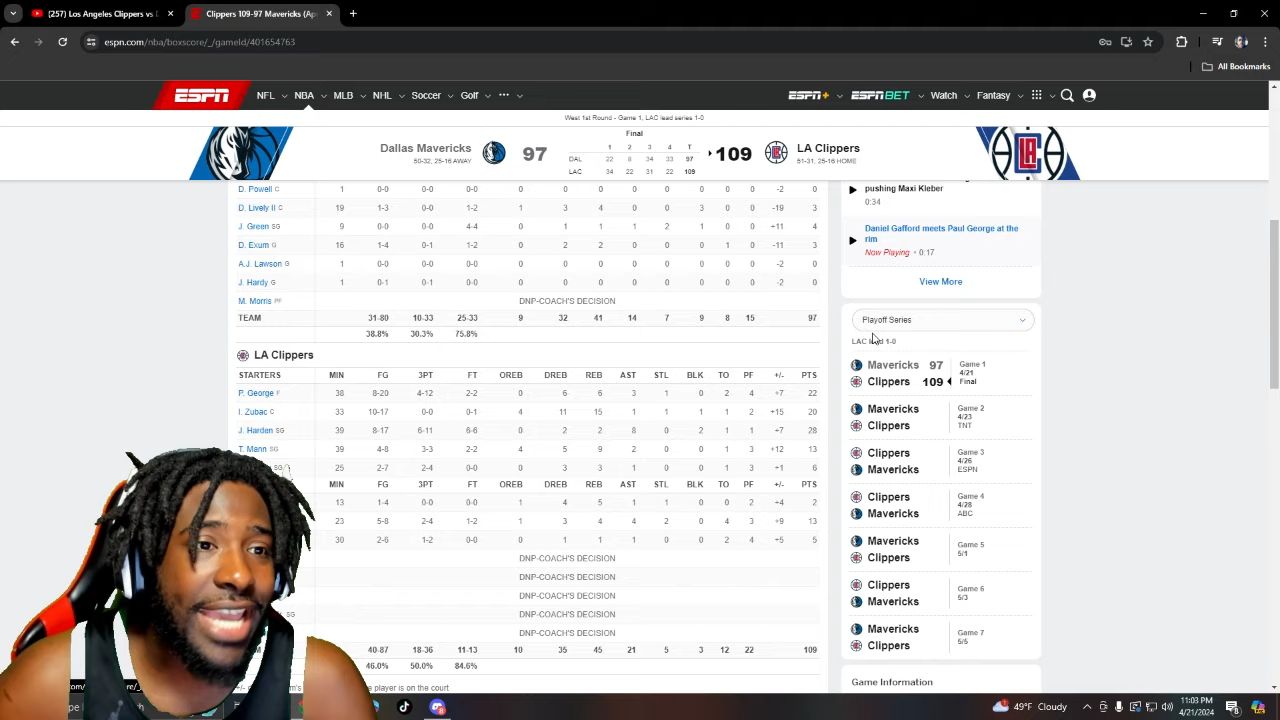 (257) Los Angeles Clippers vs D
Clippers 109-97 Mavericks (Ap
espn.com/nba/boxscore/_/gameId/401654763
All Bookmarks
ESPN NFL NBA MLB NHL Soccer Golf ESPN+ ESPN BET Watch Fantasy
West 1st Round - Game 1, LAC lead series 1-0
Dallas Mavericks 97 Final 109 LA Clippers
50-32, 25-16 AWAY 51-31, 25-16 HOME
1 2 3 4 T
DAL 22 8 34 33 97
LAC 34 22 31 22 109
D. Powell C 1 0-0 0-0 0-0 0 0 0 0 0 0 0 0 -2 0
D. Lively II C 19 1-3 0-0 1-2 1 3 4 0 0 3 0 3 -19 3
J. Green SG 9 0-0 0-0 4-4 0 1 1 1 2 1 0 0 +11 4
D. Exum G 16 1-4 0-1 1-2 0 2 2 0 0 0 1 0 -11 3
A.J. Lawson G 1 0-0 0-0 0-0 0 0 0 0 0 0 0 0 -2 0
J. Hardy G 1 0-1 0-1 0-0 0 0 0 0 0 0 0 0 -2 0
M. Morris PF DNP-COACH'S DECISION
TEAM 31-80 10-33 25-33 9 32 41 14 7 9 8 15 97
38.8% 30.3% 75.8%
LA Clippers
STARTERS MIN FG 3PT FT OREB DREB REB AST STL BLK TO PF +/- PTS
P. George F 38 8-20 4-12 2-2 0 6 6 3 1 0 2 4 +7 22
I. Zubac C 33 10-17 0-0 0-1 4 11 15 1 1 1 1 2 +15 20
J. Harden SG 39 8-17 6-11 6-6 0 2 2 8 0 2 1 1 +7 28
T. Mann SG 39 4-8 3-3 2-2 4 5 9 2 0 0 1 3 +12 13
SG 25 2-7 2-4 0-0 0 3 3 1 0 0 1 3 +1 6
MIN FG 3PT FT OREB DREB REB AST STL BLK TO PF +/- PTS
13 1-4 0-0 0-0 1 4 5 1 1 0 0 2 +4 2
23 5-8 2-4 1-2 1 3 4 4 2 0 4 3 +9 13
30 2-6 1-2 0-0 0 1 1 1 0 0 2 4 +5 5
DNP-COACH'S DECISION
DNP-COACH'S DECISION
DNP-COACH'S DECISION
SG DNP-COACH'S DECISION
DNP-COACH'S DECISION
40-87 18-36 11-13 10 35 45 21 5 3 12 22 109
46.0% 50.0% 84.6%
player is on the court
pushing Maxi Kleber
0:34
Daniel Gafford meets Paul George at the
rim
Now Playing • 0:17
View More
Playoff Series
LAC lead 1-0
Mavericks 97 Game 1
Clippers 109 4/21
Final
Mavericks Game 2
Clippers 4/23
TNT
Clippers Game 3
Mavericks 4/26
ESPN
Clippers Game 4
Mavericks 4/28
ABC
Mavericks Game 5
Clippers 5/1
Clippers Game 6
Mavericks 5/3
Mavericks Game 7
Clippers 5/5
Game Information
49°F Cloudy
11:03 PM
4/21/2024